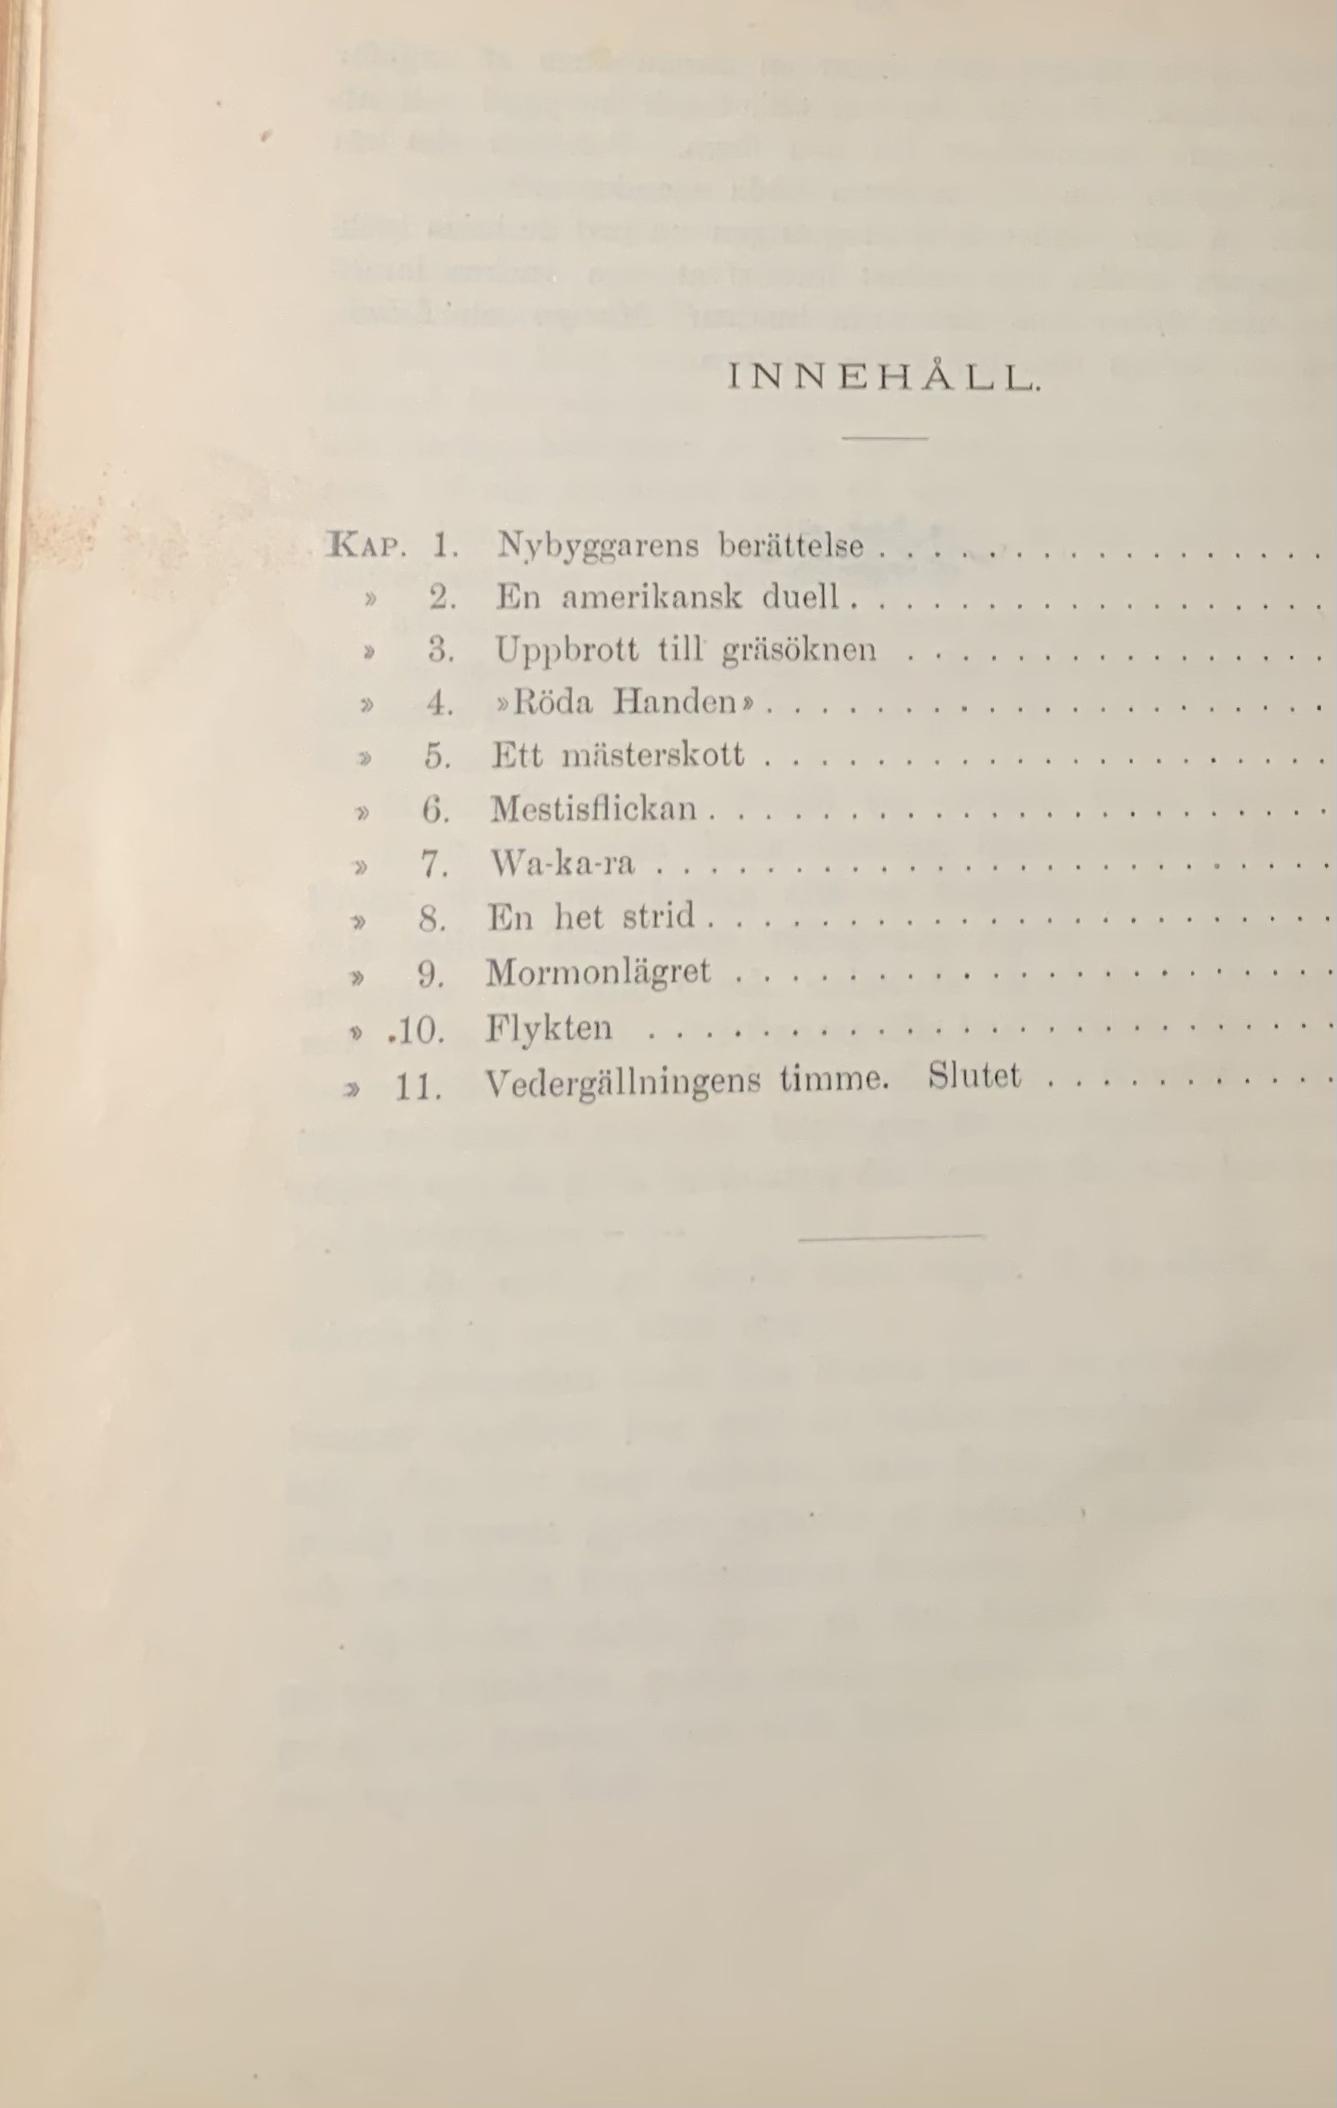 INNEHÅLL.
KAP. 1. Nybyggarens berättelse . . . . . . . . . . . . . . . . .
» 2. En amerikansk duell . . . . . . . . . . . . . . . . . .
» 3. Uppbrott till gräsöknen . . . . . . . . . . . . . . . .
» 4. »Röda Handen» . . . . . . . . . . . . . . . . . . . . .
» 5. Ett mästerskott . . . . . . . . . . . . . . . . . . . . .
» 6. Mestisflickan . . . . . . . . . . . . . . . . . . . . . . .
» 7. Wa-ka-ra . . . . . . . . . . . . . . . . . . . . . . . . .
» 8. En het strid . . . . . . . . . . . . . . . . . . . . . . .
» 9. Mormonlägret . . . . . . . . . . . . . . . . . . . . . .
» 10. Flykten . . . . . . . . . . . . . . . . . . . . . . . . .
» 11. Vedergällningens timme. Slutet . . . . . . . . . . .